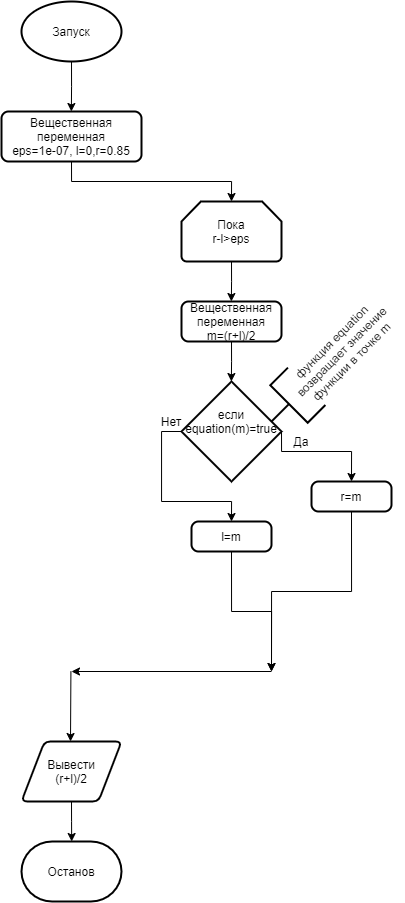 Запуск
Вещественная
переменная
eps=1e-07, l=0,r=0.85
Пока
r-l>eps
Вещественная
переменная
m=(r+l)/2
функция equation
возвращает значение
функции в точке m
если
equation(m)=true
Нет
Да
r=m
l=m
Вывести
(r+l)/2
Останов